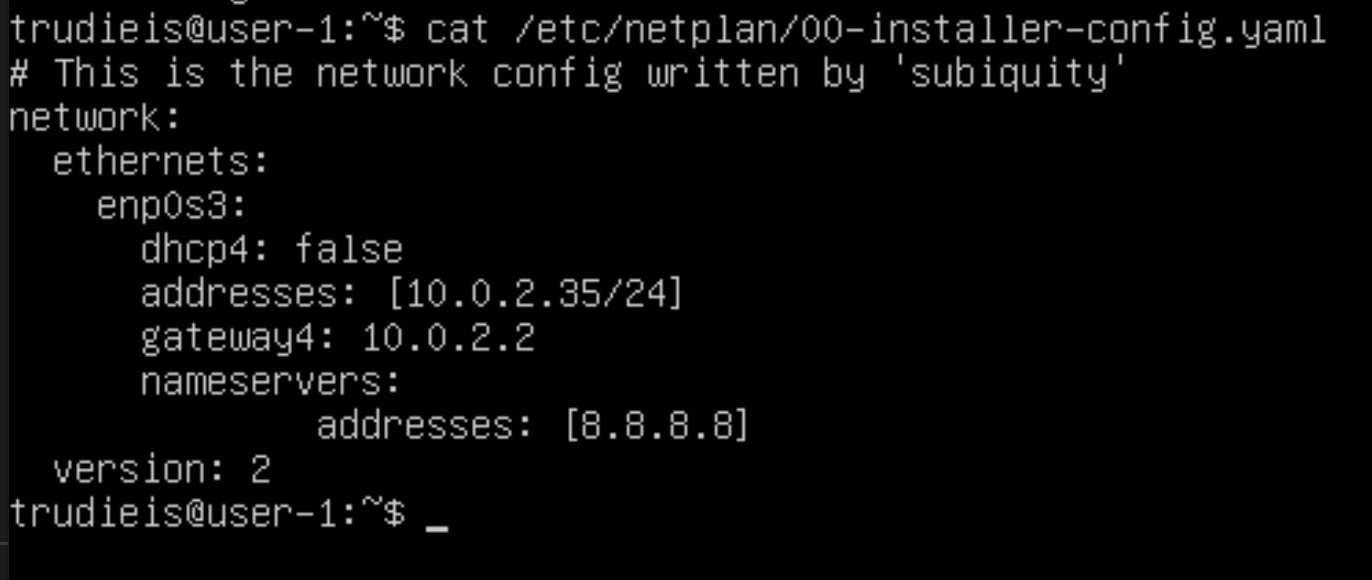 trudieis@user-1:~$ cat /etc/netplan/00-installer-config.yaml
# This is the network config written by 'subiquity'
network:
  ethernets:
    enp0s3:
      dhcp4: false
      addresses: [10.0.2.35/24]
      gateway4: 10.0.2.2
      nameservers:
              addresses: [8.8.8.8]
  version: 2
trudieis@user-1:~$ _